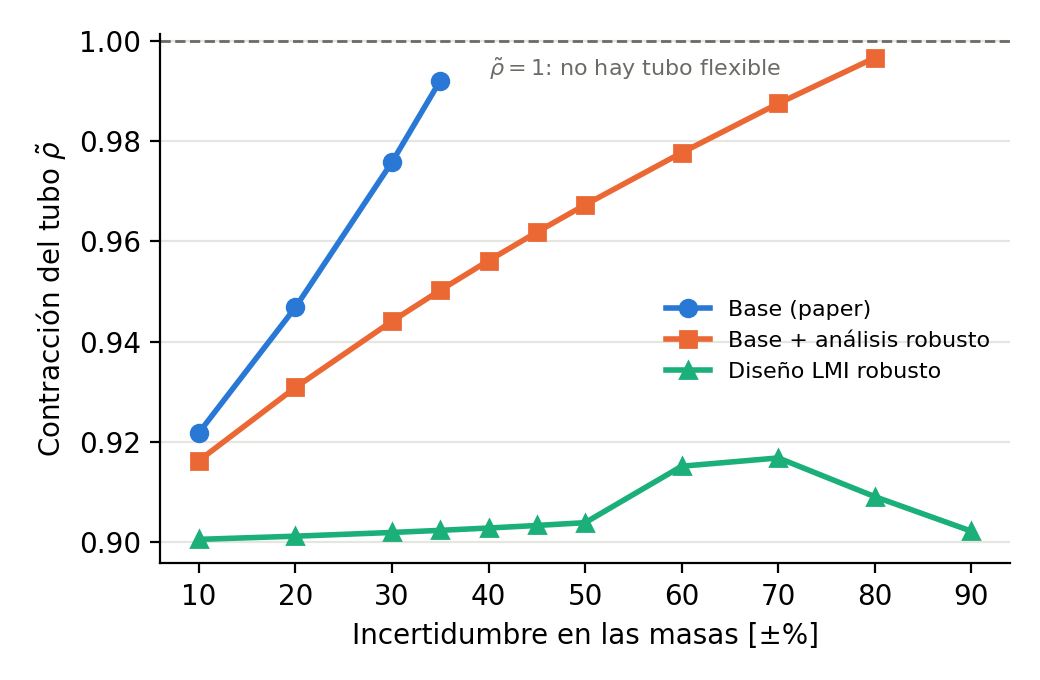 1.00
0.98
0.96
0.94
0.92
0.90
Contracción del tubo ρ̃
ρ̃ = 1: no hay tubo flexible
Base (paper)
Base + análisis robusto
Diseño LMI robusto
10 20 30 40 50 60 70 80 90
Incertidumbre en las masas [±%]